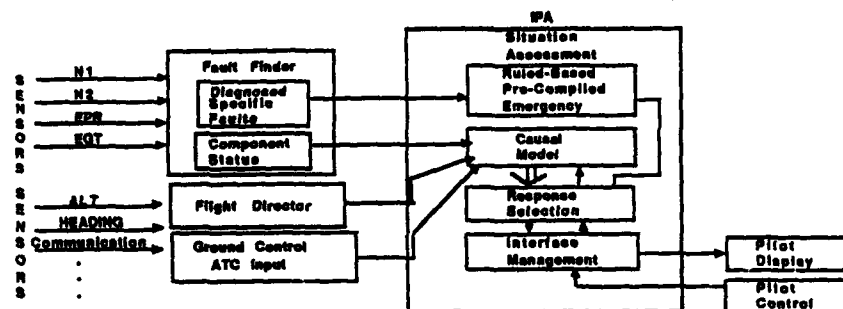 IPA
Situation
Assessment
Fault Finder
SENSORS
N1
N2
EPR
EGT
Diagnosed
Specific
Faults
Component
Status
Ruled-Based
Pre-Compiled
Emergency
Causal
Model
SENSORS
ALT
HEADING
Communication
Flight Director
Ground Control
ATC Input
Response
Selection
Interface
Management
Pilot
Display
Pilot
Control